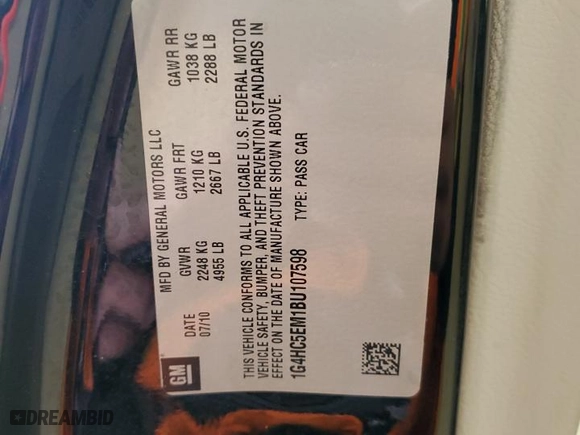 GM
MFD BY GENERAL MOTORS LLC
DATE GVWR GAWR FRT GAWR RR
07/10 2248 KG 1210 KG 1038 KG
4955 LB 2667 LB 2288 LB
THIS VEHICLE CONFORMS TO ALL APPLICABLE U.S. FEDERAL MOTOR
VEHICLE SAFETY, BUMPER, AND THEFT PREVENTION STANDARDS IN
EFFECT ON THE DATE OF MANUFACTURE SHOWN ABOVE.
1G4HC5EM1BU107598 TYPE: PASS CAR
DREAMBID